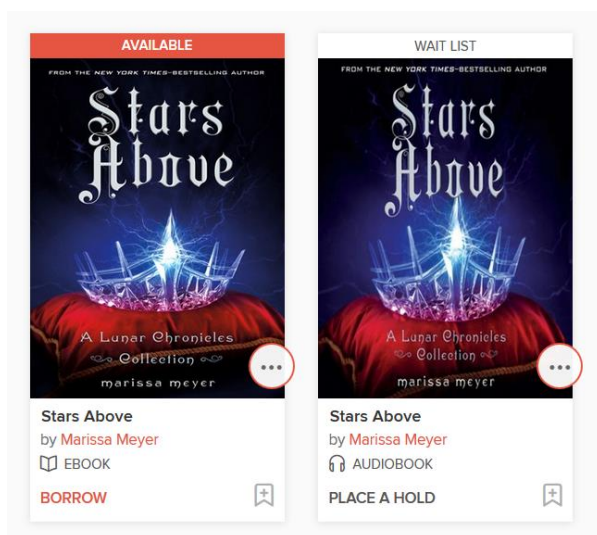 AVAILABLE
FROM THE NEW YORK TIMES-BESTSELLING AUTHOR
Stars
Above
A Lunar Chronicles
Collection
marissa meyer
Stars Above
by Marissa Meyer
EBOOK
BORROW
WAIT LIST
FROM THE NEW YORK TIMES-BESTSELLING AUTHOR
Stars
Above
A Lunar Chronicles
Collection
marissa meyer
Stars Above
by Marissa Meyer
AUDIOBOOK
PLACE A HOLD